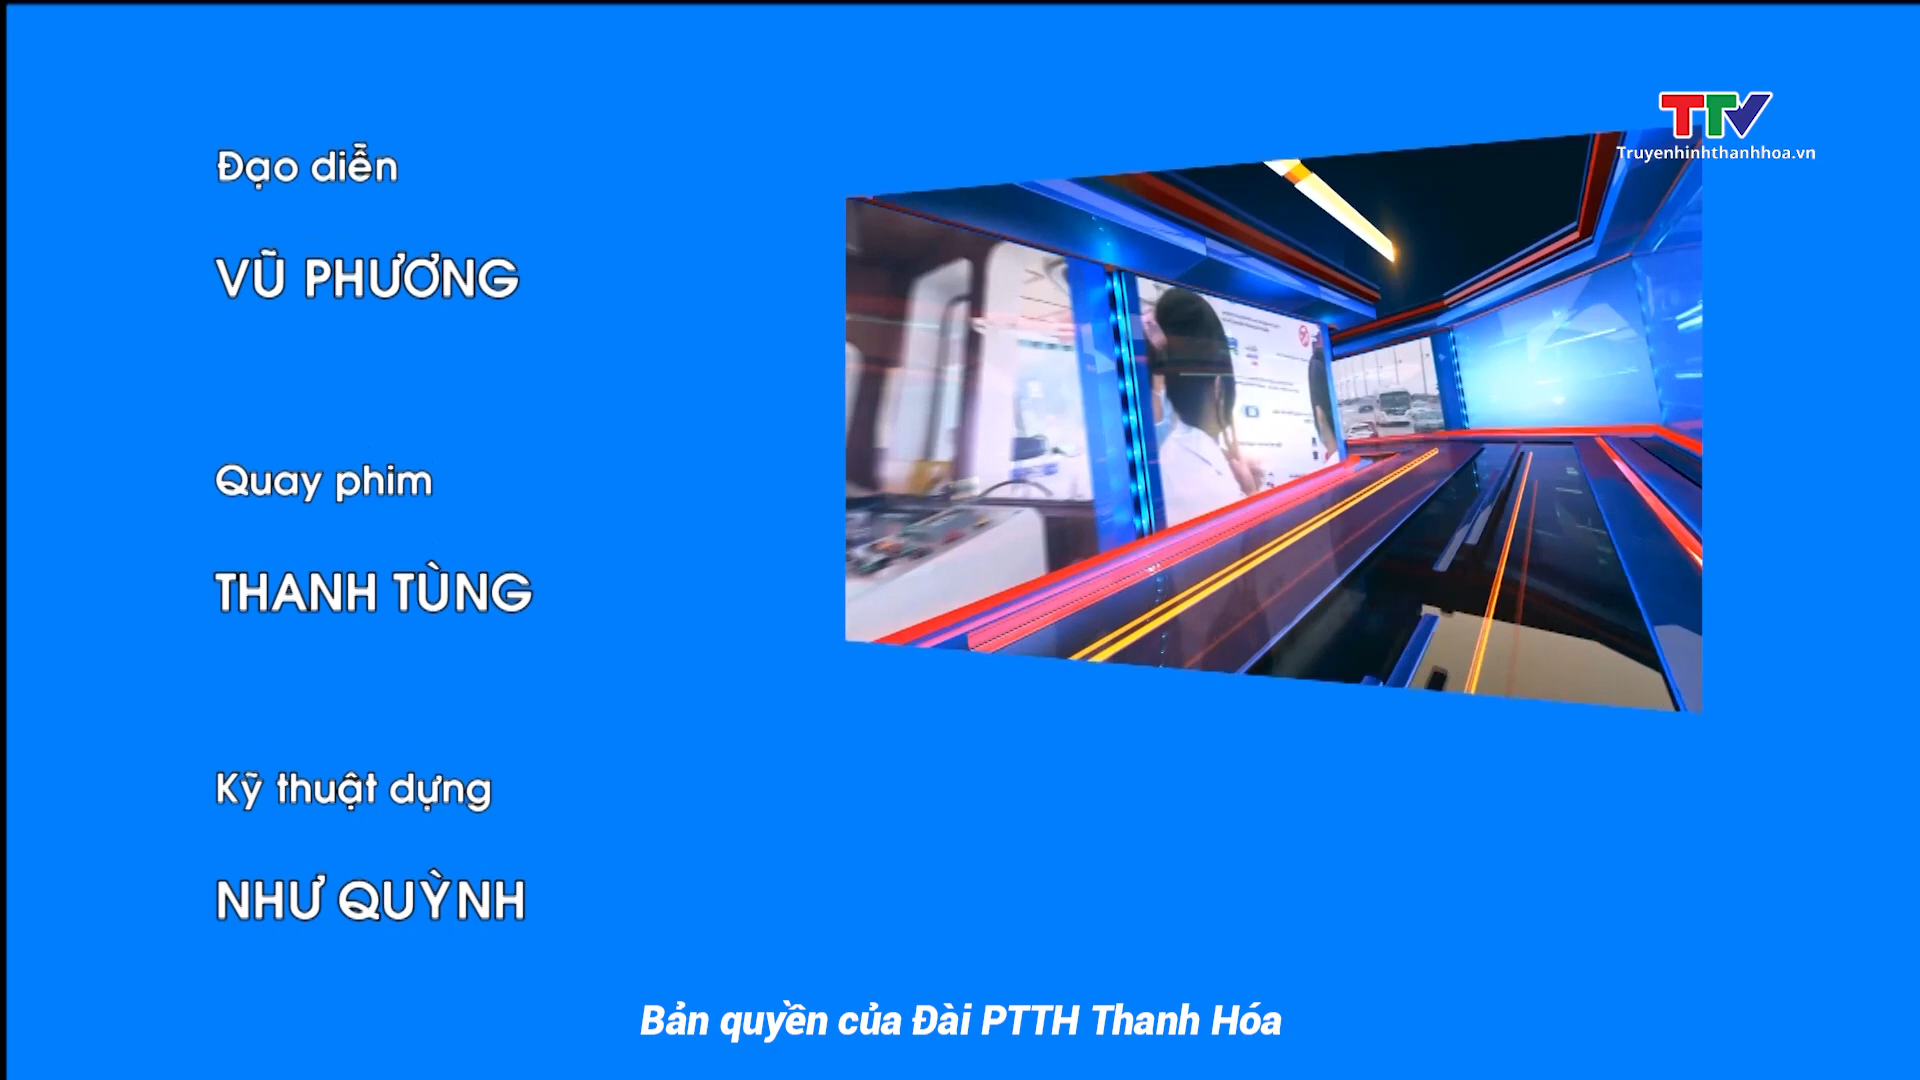 TTV
Truyenhinhthanhhoa.vn
Đạo diễn
VŨ PHƯƠNG
Quay phim
THANH TÙNG
Kỹ thuật dựng
NHƯ QUỲNH
Bản quyền của Đài PTTH Thanh Hóa